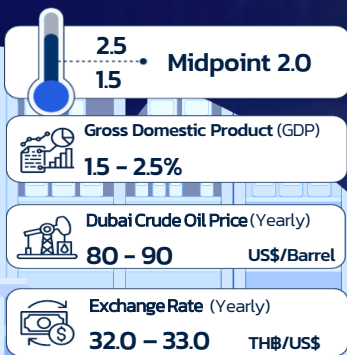 2.5
1.5
Midpoint 2.0
Gross Domestic Product (GDP)
1.5 - 2.5%
Dubai Crude Oil Price (Yearly)
80 - 90 US$/Barrel
Exchange Rate (Yearly)
32.0 – 33.0 TH฿/US$